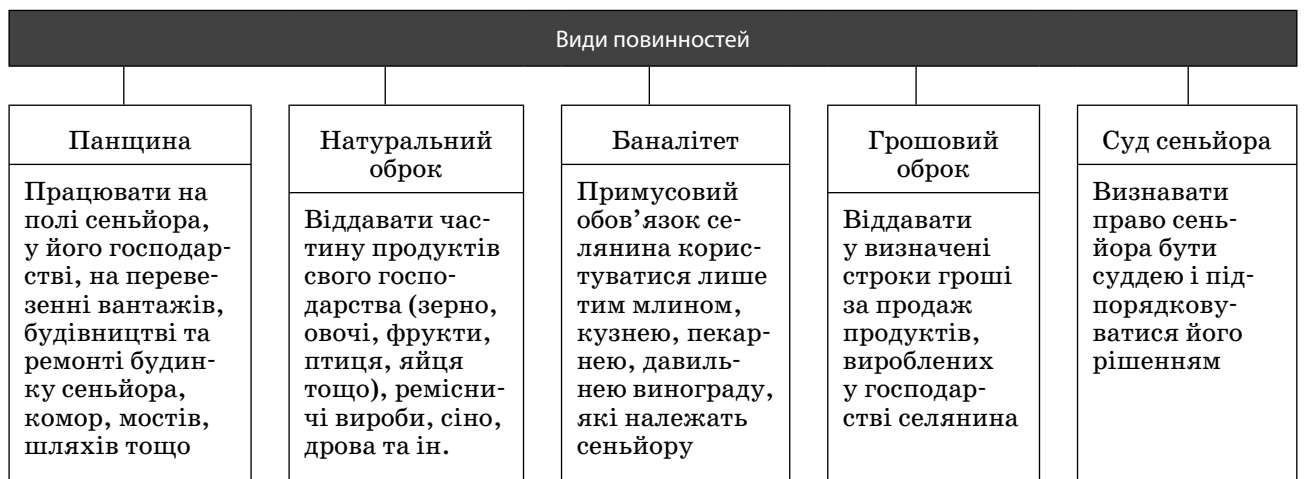 Види повинностей
Панщина
Працювати на
полі сеньйора,
у його господар-
стві, на переве-
зенні вантажів,
будівництві та
ремонті будин-
ку сеньйора,
комор, мостів,
шляхів тощо
Натуральний
оброк
Віддавати час-
тину продуктів
свого госпо-
дарства (зерно,
овочі, фрукти,
птиця, яйця
тощо), ремісни-
чі вироби, сіно,
дрова та ін.
Баналітет
Примусовий
обов’язок се-
лянина корис-
туватися лише
тим млином,
кузнею, пекар-
нею, давиль-
нею винограду,
які належать
сеньйору
Грошовий
оброк
Віддавати
у визначені
строки гроші
за продаж
продуктів,
вироблених
у господар-
стві селянина
Суд сеньйора
Визнавати
право сень-
йора бути
суддею і під-
порядкову-
ватися його
рішенням